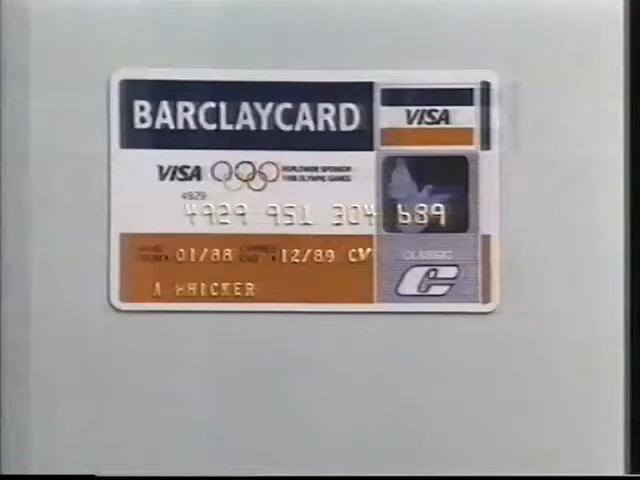 BARCLAYCARD
VISA
VISA
WORLDWIDE SPONSOR
1988 OLYMPIC GAMES
4929
4929 951 304 689
01/88
12/89 CV
CLASSIC
C
A WHICKER